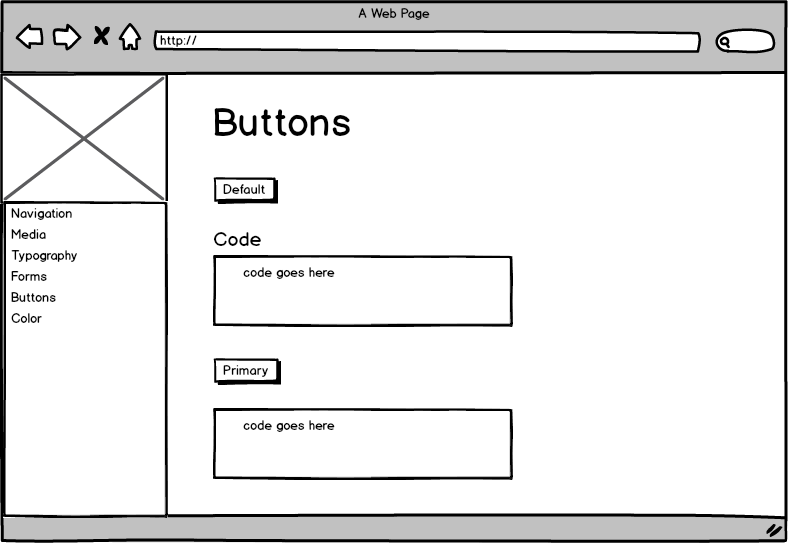 A Web Page
http://
Buttons
Default
Navigation
Media
Typography
Forms
Buttons
Color
Code
code goes here
Primary
code goes here